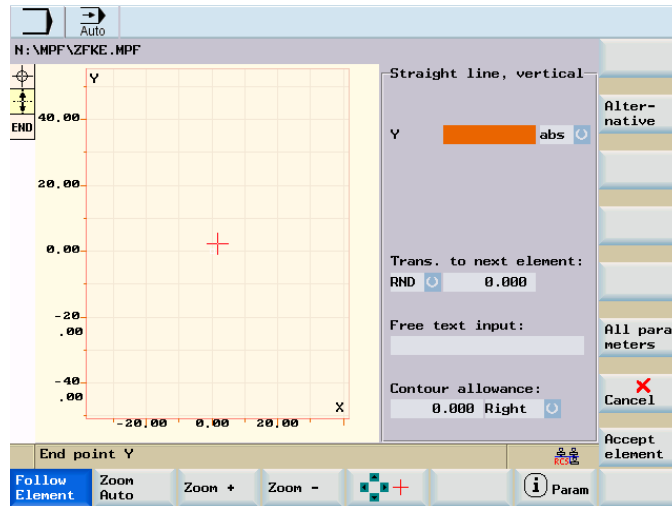 Auto
N:\MPF\ZFKE.MPF
Y
END
40.00
20.00
0.00
-20
.00
-40
.00
X
-20.00 0.00 20.00
Straight line, vertical
Y abs
Trans. to next element:
RND 0.000
Free text input:
Contour allowance:
0.000 Right
Alter-
native
All para
meters
Cancel
Accept
element
End point Y
RCS
Follow
Element
Zoom
Auto
Zoom +
Zoom -
i Param